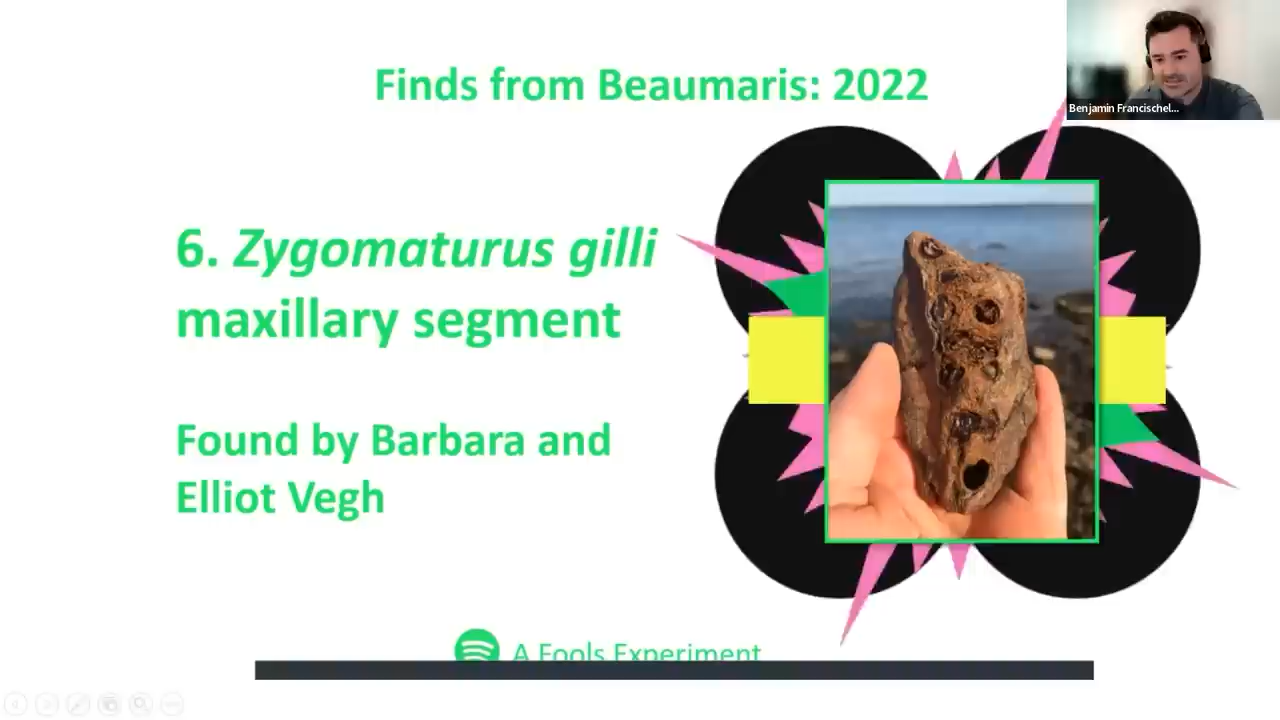 Finds from Beaumaris: 2022
Benjamin Francischel...
6. Zygomaturus gilli
maxillary segment
Found by Barbara and
Elliot Vegh
A Fools Experiment